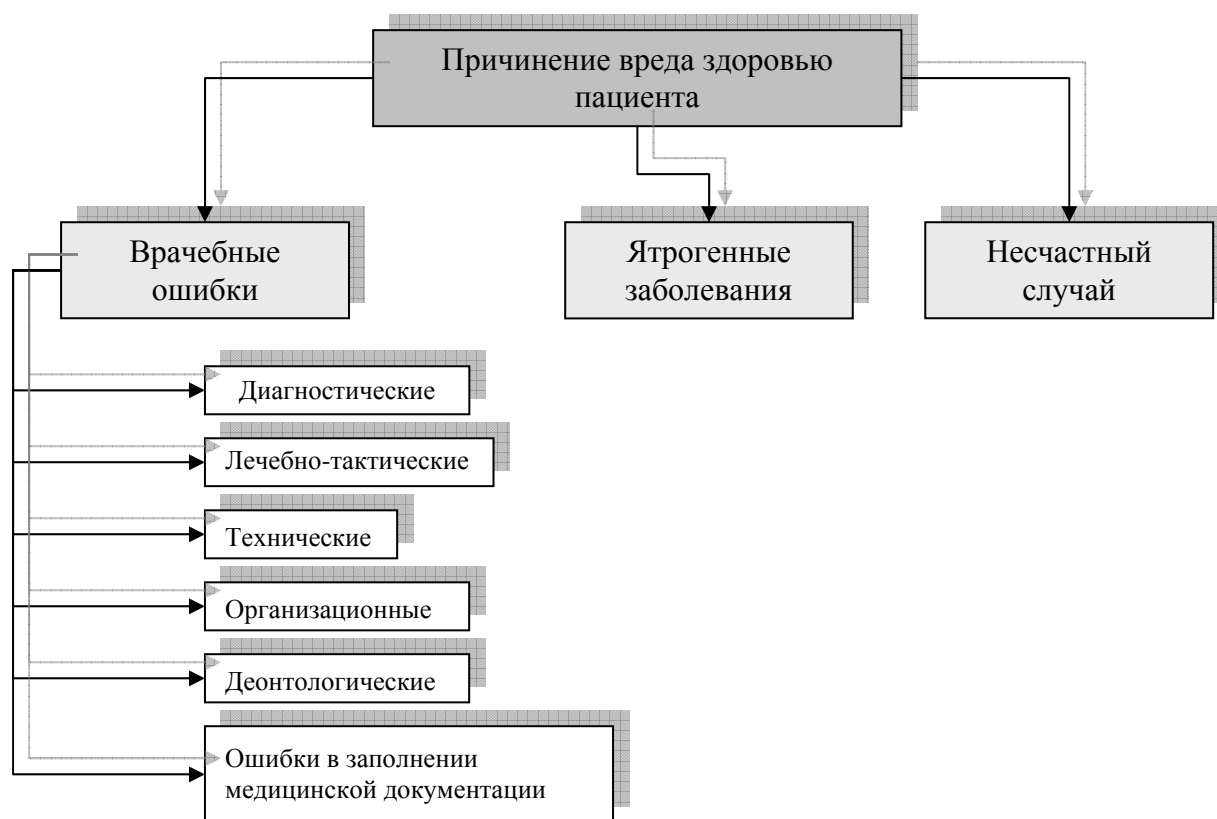 Причинение вреда здоровью
пациента
Врачебные
ошибки
Ятрогенные
заболевания
Несчастный
случай
Диагностические
Лечебно-тактические
Технические
Организационные
Деонтологические
Ошибки в заполнении
медицинской документации